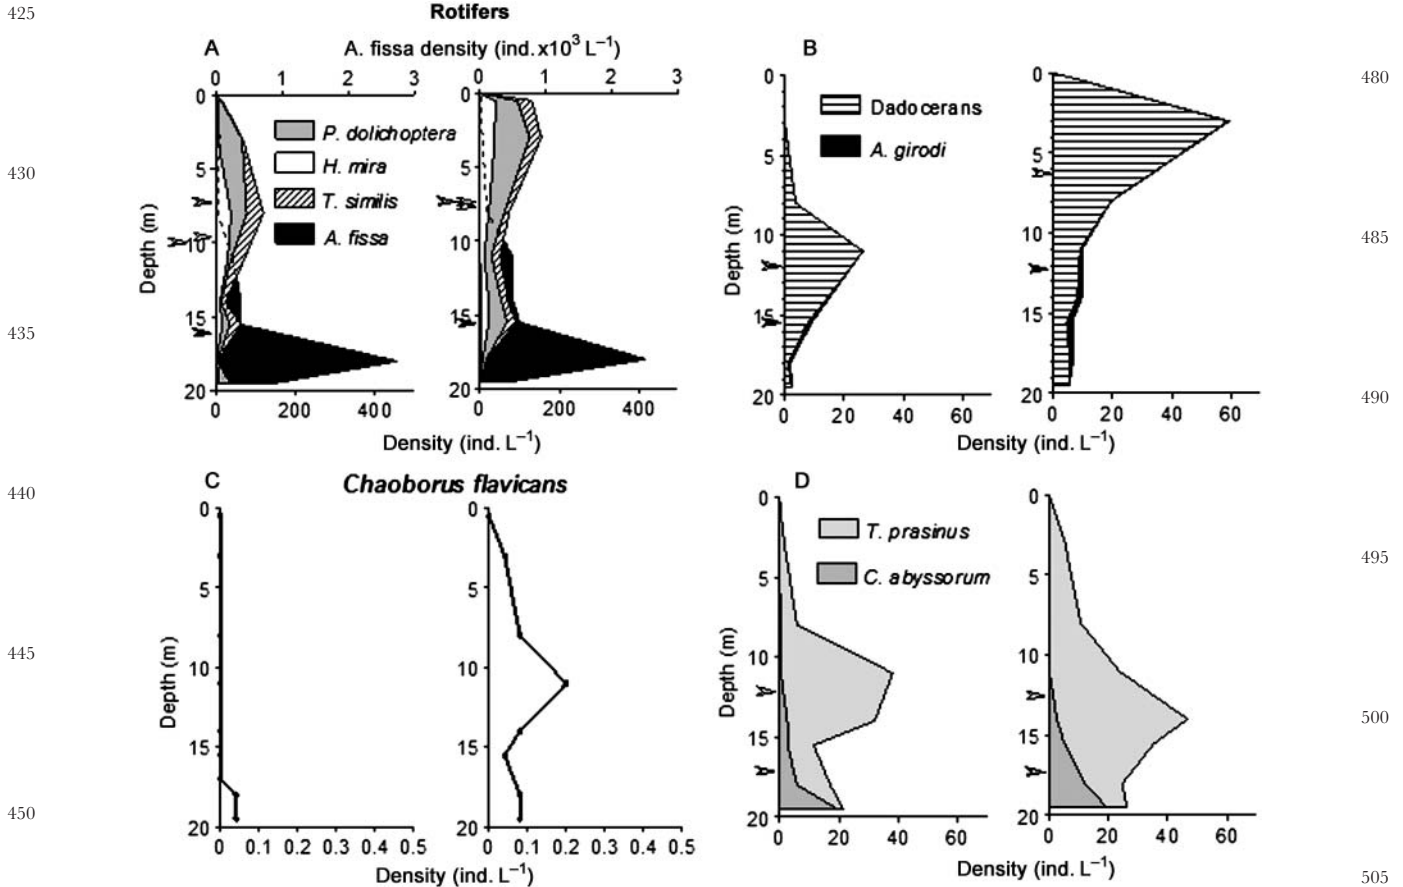 Rotifers
A
A. fissa density (ind.x10³ L⁻¹)
0 1 2 3
0 1 2 3
P. dolichoptera
H. mira
T. similis
A. fissa
Depth (m)
0
5
10
15
20
0
5
10
15
20
0 200 400
0 200 400
Density (ind. L⁻¹)
B
Dadocerans
A. girodi
Depth (m)
0
5
10
15
20
0
5
10
15
20
0 20 40 60
0 20 40 60
Density (ind. L⁻¹)
C
Chaoborus flavicans
Depth (m)
0
5
10
15
20
0
5
10
15
20
0 0.1 0.2 0.3 0.4 0.5
0 0.1 0.2 0.3 0.4 0.5
Density (ind. L⁻¹)
D
T. prasinus
C. abyssorum
Depth (m)
0
5
10
15
20
0
5
10
15
20
0 20 40 60
0 20 40 60
Density (ind. L⁻¹)
425
430
435
440
445
450
480
485
490
495
500
505